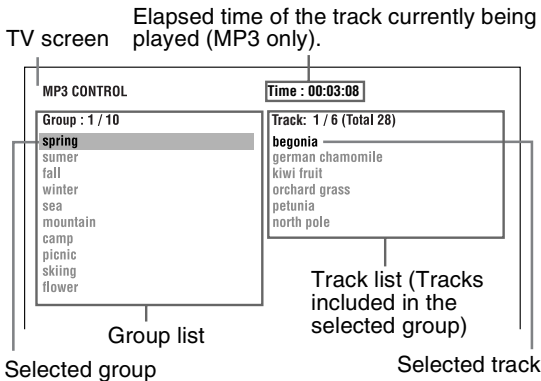 Elapsed time of the track currently being
played (MP3 only).
TV screen
MP3 CONTROL
Time : 00:03:08
Group : 1 / 10
spring
sumer
fall
winter
sea
mountain
camp
picnic
skiing
flower
Track: 1 / 6 (Total 28)
begonia
german chamomile
kiwi fruit
orchard grass
petunia
north pole
Track list (Tracks
included in the
selected group)
Group list
Selected group
Selected track